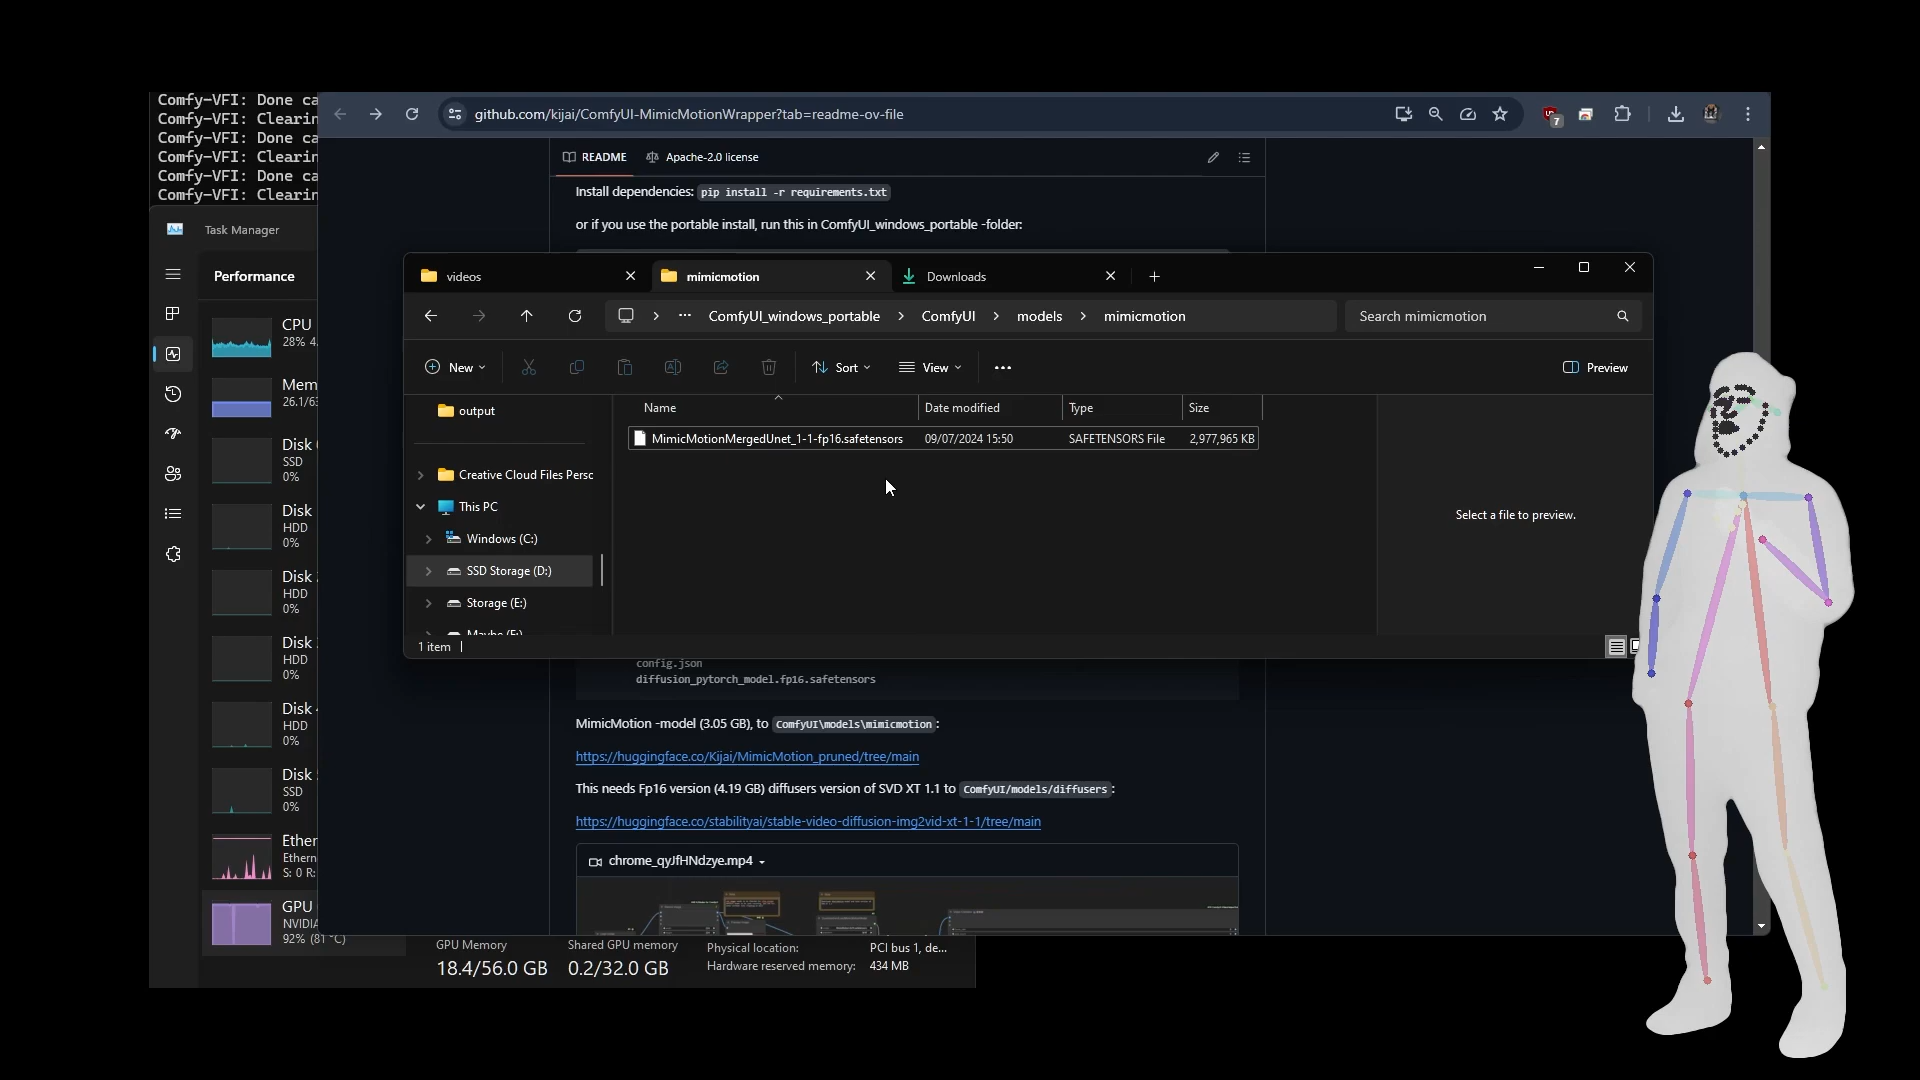 Comfy-VFI: Done ca
Comfy-VFI: Clearin
Comfy-VFI: Done ca
Comfy-VFI: Clearin
Comfy-VFI: Done ca
Comfy-VFI: Clearin
github.com/kijai/ComfyUI-MimicMotionWrapper?tab=readme-ov-file
7
README
Apache-2.0 license
Install dependencies: pip install -r requirements.txt
or if you use the portable install, run this in ComfyUI_windows_portable -folder:
Task Manager
Performance
CPU
28% 4.
Mem
26.1/63
Disk
SSD
0%
Disk
HDD
0%
Disk
HDD
0%
Disk
HDD
0%
Disk
HDD
0%
Disk
SSD
0%
Ether
Ethern
S: 0 R:
GPU
NVIDIA
92% (81 °C)
videos
mimicmotion
Downloads
ComfyUI_windows_portable > ComfyUI > models > mimicmotion
Search mimicmotion
New
Sort
View
Preview
output
Creative Cloud Files Persc
This PC
Windows (C:)
SSD Storage (D:)
Storage (E:)
Maybe (F:)
Name Date modified Type Size
MimicMotionMergedUnet_1-1-fp16.safetensors 09/07/2024 15:50 SAFETENSORS File 2,977,965 KB
Select a file to preview.
1 item
config.json
diffusion_pytorch_model.fp16.safetensors
MimicMotion -model (3.05 GB), to ComfyUI\models\mimicmotion:
https://huggingface.co/Kijai/MimicMotion_pruned/tree/main
This needs Fp16 version (4.19 GB) diffusers version of SVD XT 1.1 to ComfyUI/models/diffusers:
https://huggingface.co/stabilityai/stable-video-diffusion-img2vid-xt-1-1/tree/main
chrome_qyJfHNdzye.mp4
GPU Memory
18.4/56.0 GB
Shared GPU memory
0.2/32.0 GB
Physical location: PCI bus 1, de...
Hardware reserved memory: 434 MB